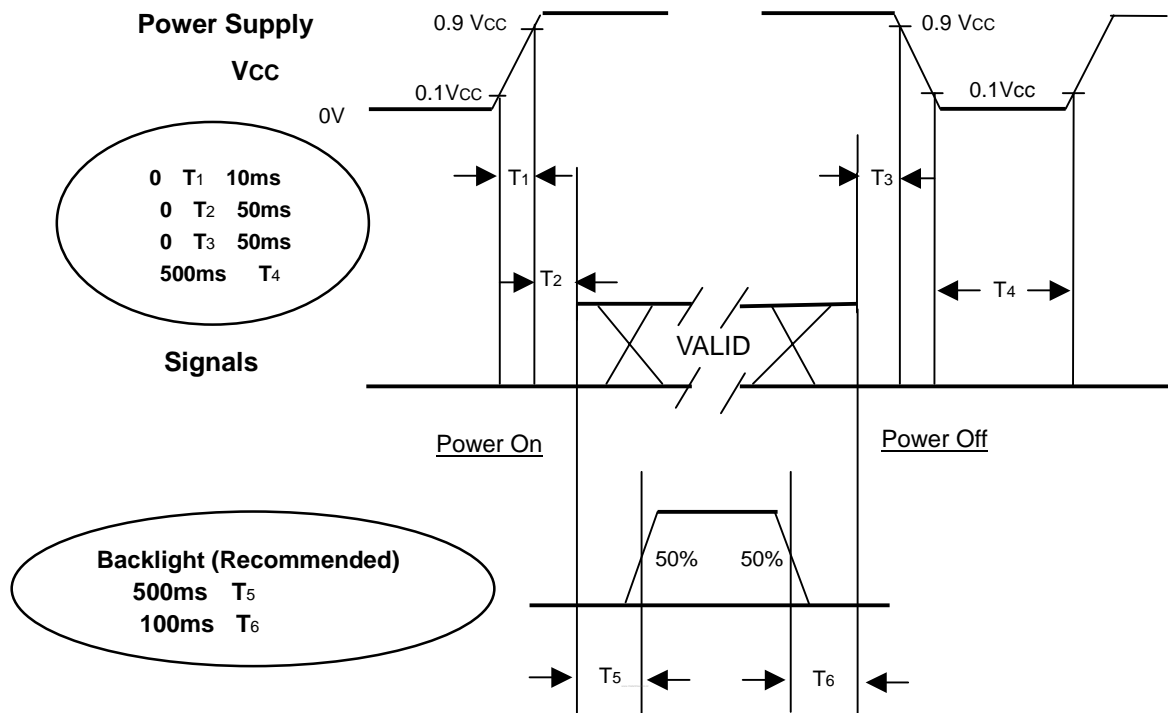 Power Supply
VCC
0.9 VCC
0.9 VCC
0.1VCC
0.1Vcc
0V
0 T1 10ms
0 T2 50ms
0 T3 50ms
500ms T4
T1
T3
T2
T4
VALID
Signals
Power On
Power Off
Backlight (Recommended)
500ms T5
100ms T6
50%
50%
T5
T6